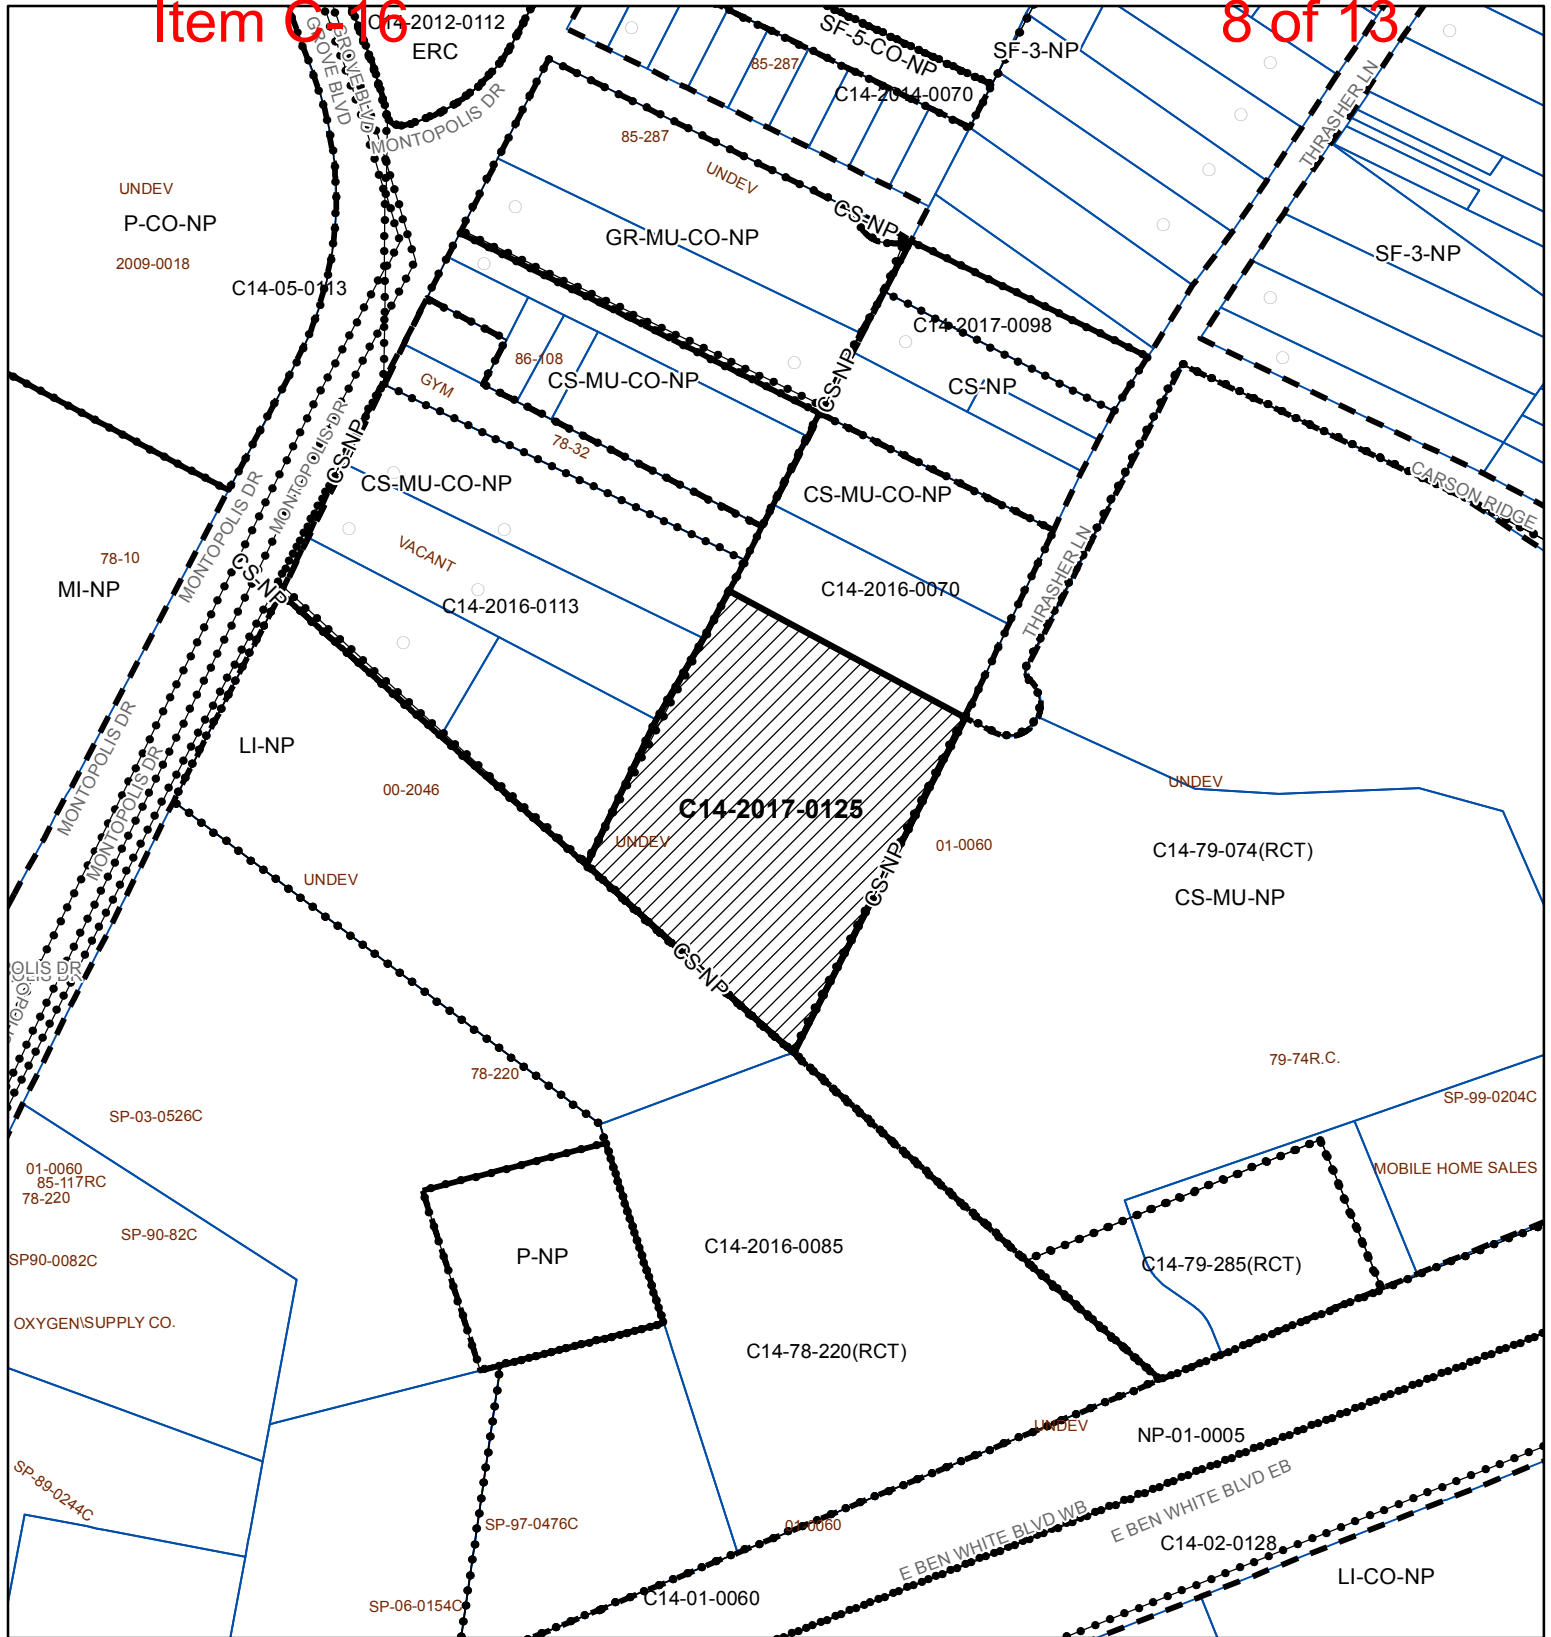 Item C-16
8 of 13
C14-2012-0112
ERC
GROVE BLVD
GROVE BLVD
MONTOPOLIS DR
SF-5-CO-NP
SF-3-NP
85-287
C14-2014-0070
THRASHER LN
85-287
UNDEV
UNDEV
P-CO-NP
2009-0018
C14-05-0113
CS-NP
GR-MU-CO-NP
SF-3-NP
C14-2017-0098
86-108
CS-MU-CO-NP
GYM
CS-NP
CS-NP
78-32
CS-NP
MONTOPOLIS DR
CS-MU-CO-NP
CS-MU-CO-NP
CARSON RIDGE
MONTOPOLIS DR
VACANT
78-10
MI-NP
CS-NP
C14-2016-0113
C14-2016-0070
THRASHER LN
LI-NP
MONTOPOLIS DR
MONTOPOLIS DR
00-2046
C14-2017-0125
UNDEV
UNDEV
01-0060
C14-79-074(RCT)
CS-MU-NP
UNDEV
CS-NP
CS-NP
OLIS DR
78-220
79-74R.C.
SP-99-0204C
SP-03-0526C
MOBILE HOME SALES
01-0060
85-117RC
78-220
SP-90-82C
SP90-0082C
P-NP
C14-2016-0085
C14-79-285(RCT)
OXYGEN\SUPPLY CO.
C14-78-220(RCT)
UNDEV
NP-01-0005
SP-89-0244C
E BEN WHITE BLVD EB
SP-97-0476C
01-0060
E BEN WHITE BLVD WB
C14-02-0128
LI-CO-NP
SP-06-0154C
C14-01-0060